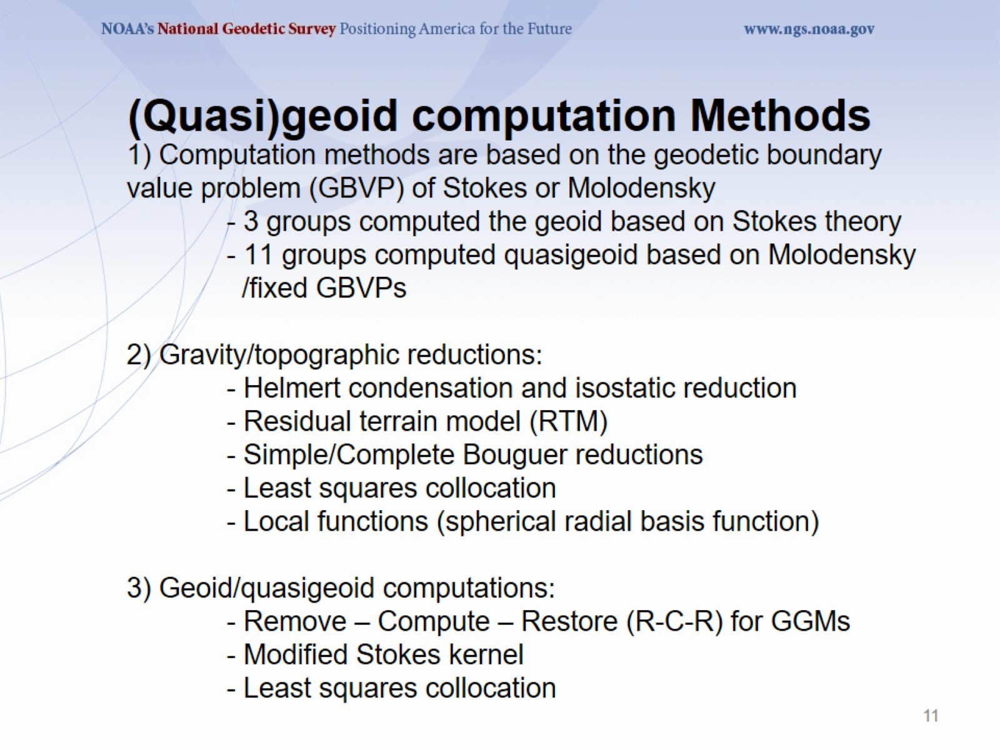 NOAA's National Geodetic Survey Positioning America for the Future www.ngs.noaa.gov
(Quasi)geoid computation Methods
1) Computation methods are based on the geodetic boundary
value problem (GBVP) of Stokes or Molodensky
- 3 groups computed the geoid based on Stokes theory
- 11 groups computed quasigeoid based on Molodensky
/fixed GBVPs
2) Gravity/topographic reductions:
- Helmert condensation and isostatic reduction
- Residual terrain model (RTM)
- Simple/Complete Bouguer reductions
- Least squares collocation
- Local functions (spherical radial basis function)
3) Geoid/quasigeoid computations:
- Remove – Compute – Restore (R-C-R) for GGMs
- Modified Stokes kernel
- Least squares collocation
11